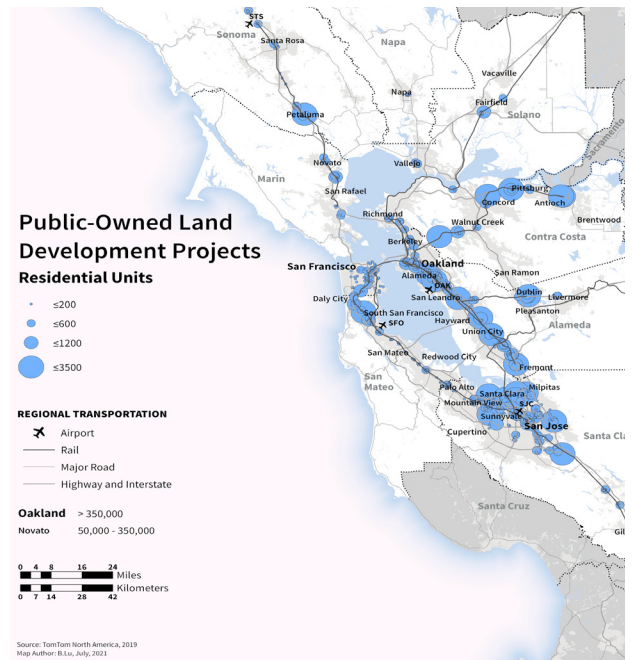 STS
Sonoma
Santa Rosa
Napa
Vacaville
Napa
Fairfield
Solano
Petaluma
Sacramento
Novato
Vallejo
Marin
San Rafael
Pittsburg
Concord
Antioch
Richmond
Walnut Creek
Brentwood
Public-Owned Land
Development Projects
Residential Units
Berkeley
Contra Costa
San Francisco
Oakland
Alameda
San Ramon
OAK
Daly City
San Leandro
Dublin
Livermore
≤200
≤600
≤1200
≤3500
South San Francisco
Pleasanton
SFO
Hayward
Alameda
Union City
San Mateo
Redwood City
Fremont
San
Mateo
Palo Alto
Santa Clara
Milpitas
Mountain View
SJC
Sunnyvale
San Jose
Cupertino
Santa Cla
REGIONAL TRANSPORTATION
Airport
Rail
Major Road
Highway and Interstate
Santa Cruz
Gil
Oakland > 350,000
Novato 50,000 - 350,000
0 4 8 16 24
Miles
Kilometers
0 7 14 28 42
Source: TomTom North America, 2019
Map Author: B.Lu, July, 2021